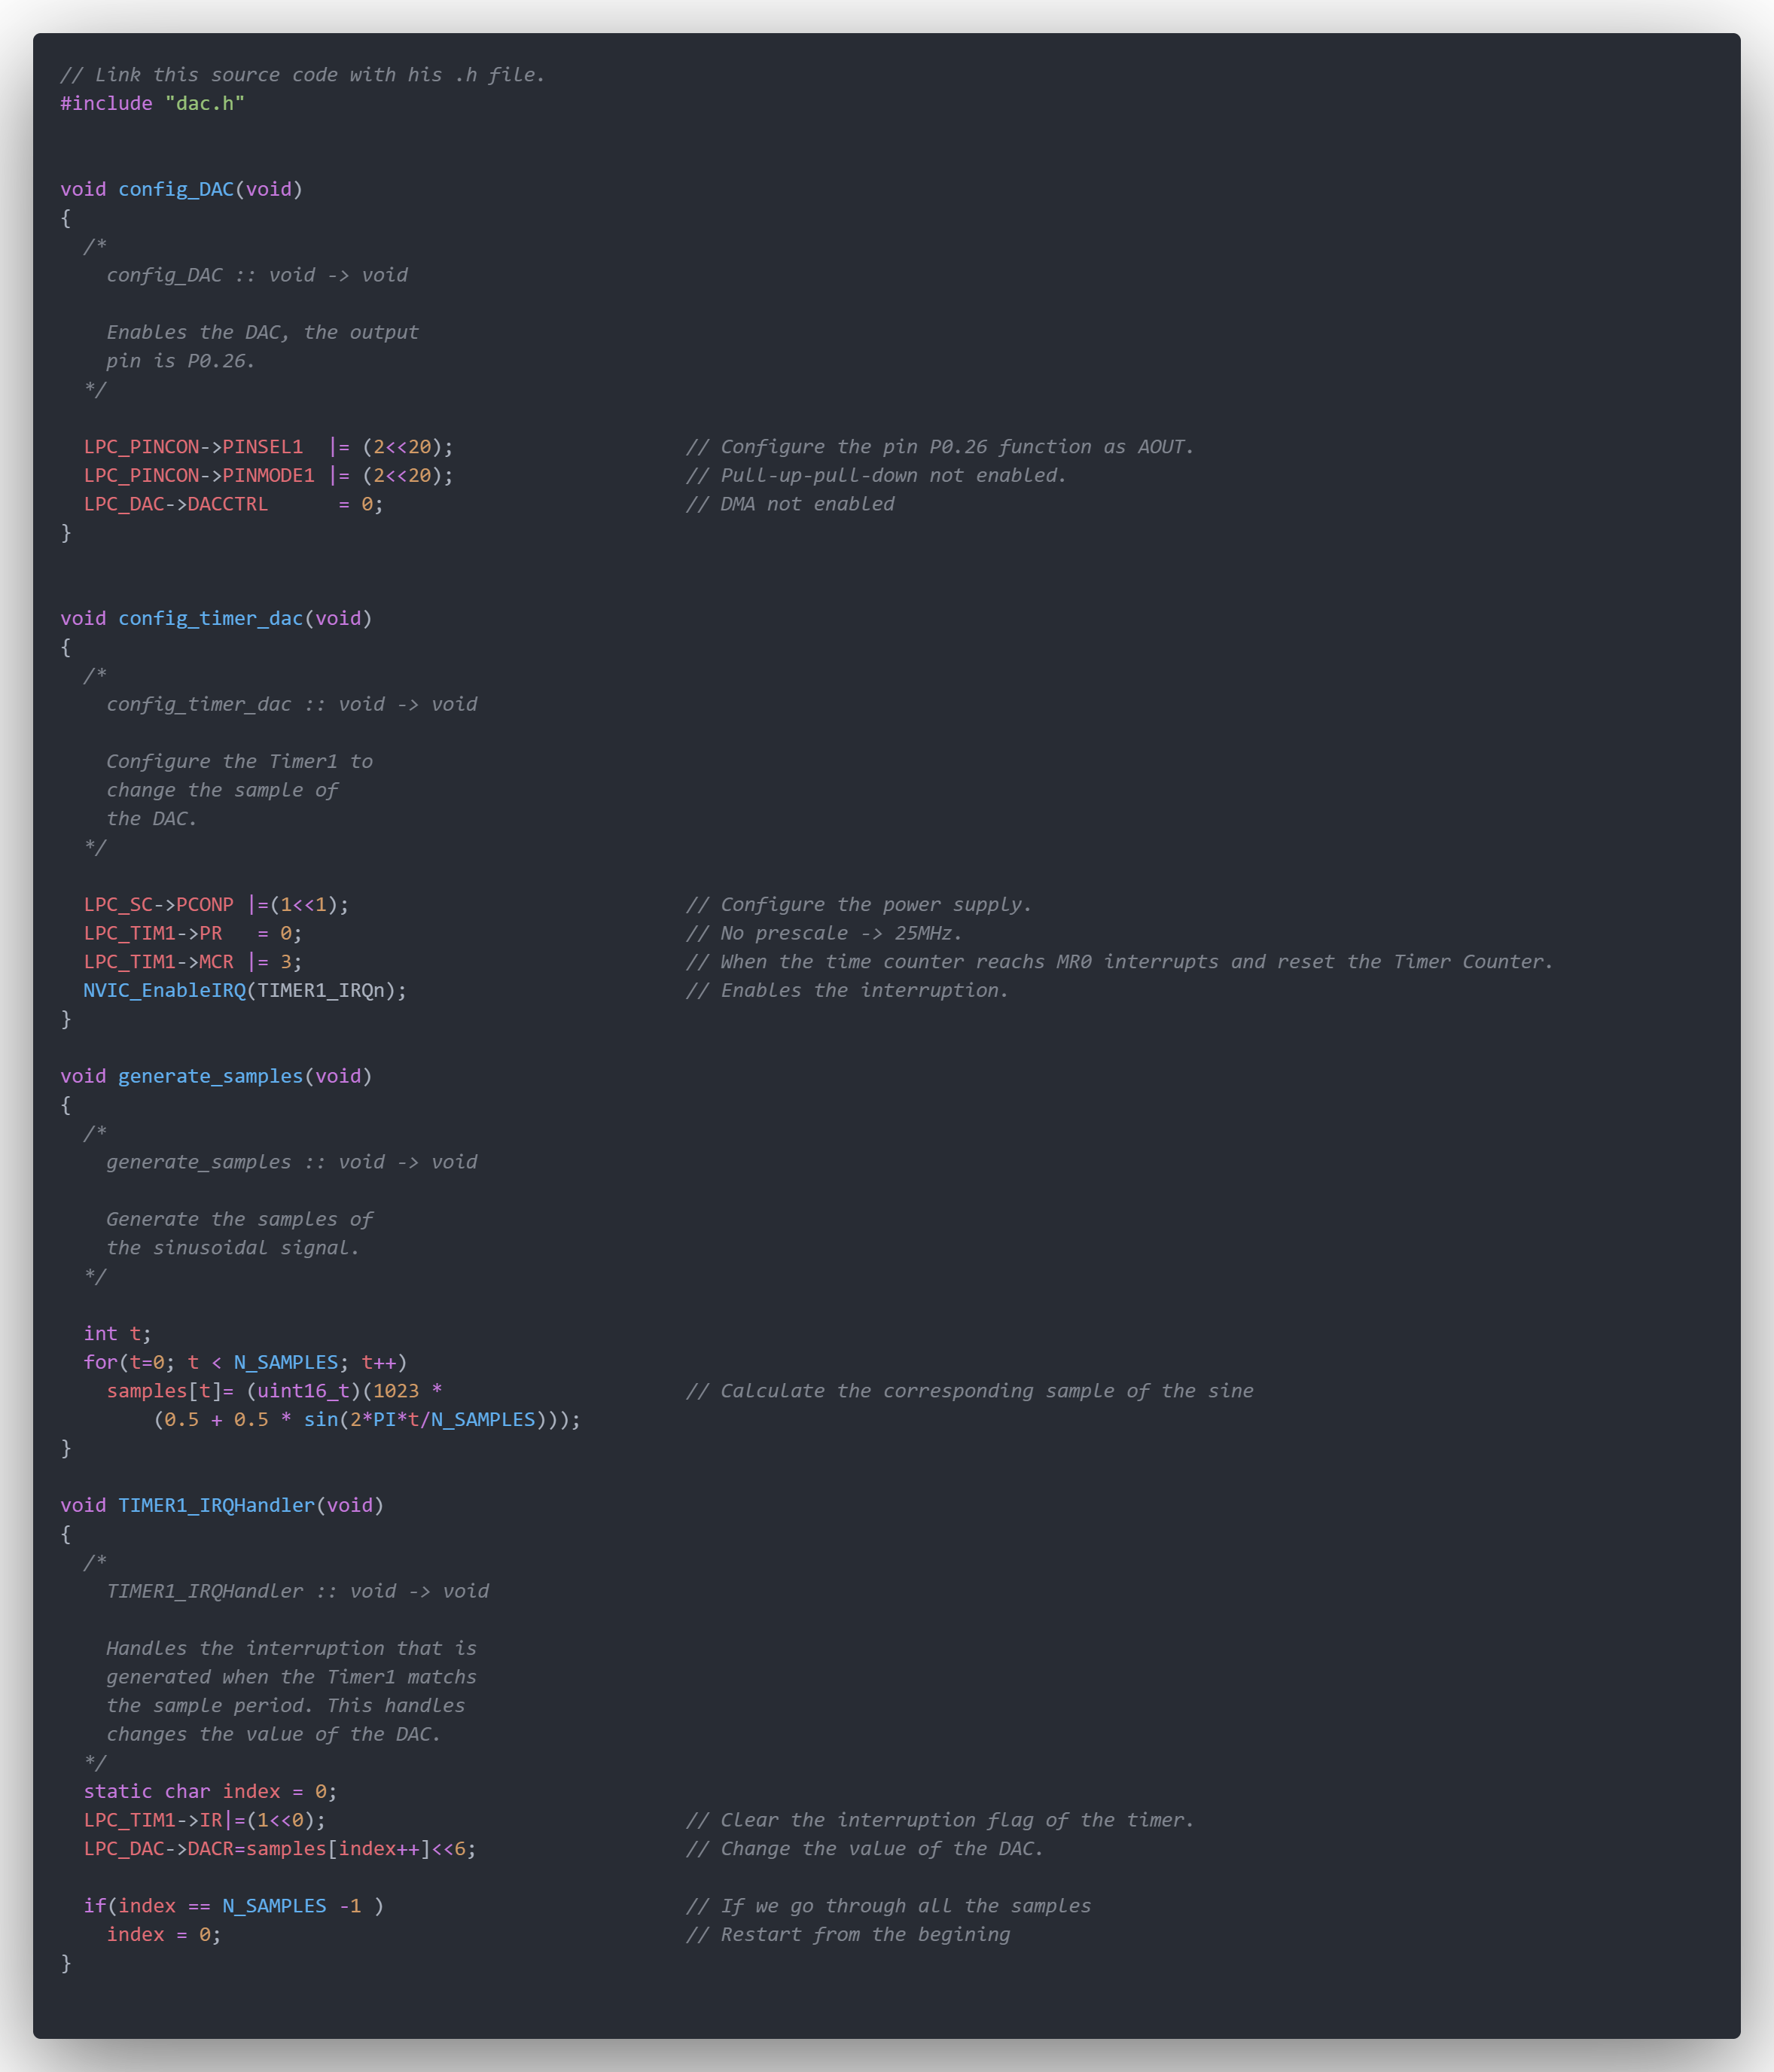 // Link this source code with his .h file.
#include "dac.h"


void config_DAC(void)
{
  /*
    config_DAC :: void -> void

    Enables the DAC, the output
    pin is P0.26.
  */

  LPC_PINCON->PINSEL1  |= (2<<20);                    // Configure the pin P0.26 function as AOUT.
  LPC_PINCON->PINMODE1 |= (2<<20);                    // Pull-up-pull-down not enabled.
  LPC_DAC->DACCTRL      = 0;                          // DMA not enabled
}


void config_timer_dac(void)
{
  /*
    config_timer_dac :: void -> void

    Configure the Timer1 to
    change the sample of
    the DAC.
  */

  LPC_SC->PCONP |=(1<<1);                             // Configure the power supply.
  LPC_TIM1->PR   = 0;                                 // No prescale -> 25MHz.
  LPC_TIM1->MCR |= 3;                                 // When the time counter reachs MR0 interrupts and reset the Timer Counter.
  NVIC_EnableIRQ(TIMER1_IRQn);                        // Enables the interruption.
}

void generate_samples(void)
{
  /*
    generate_samples :: void -> void

    Generate the samples of
    the sinusoidal signal.
  */

  int t;
  for(t=0; t < N_SAMPLES; t++)
    samples[t]= (uint16_t)(1023 *                     // Calculate the corresponding sample of the sine
        (0.5 + 0.5 * sin(2*PI*t/N_SAMPLES)));
}

void TIMER1_IRQHandler(void)
{
  /*
    TIMER1_IRQHandler :: void -> void

    Handles the interruption that is
    generated when the Timer1 matchs
    the sample period. This handles
    changes the value of the DAC.
  */
  static char index = 0;
  LPC_TIM1->IR|=(1<<0);                               // Clear the interruption flag of the timer.
  LPC_DAC->DACR=samples[index++]<<6;                  // Change the value of the DAC.

  if(index == N_SAMPLES -1 )                          // If we go through all the samples
    index = 0;                                        // Restart from the begining
}